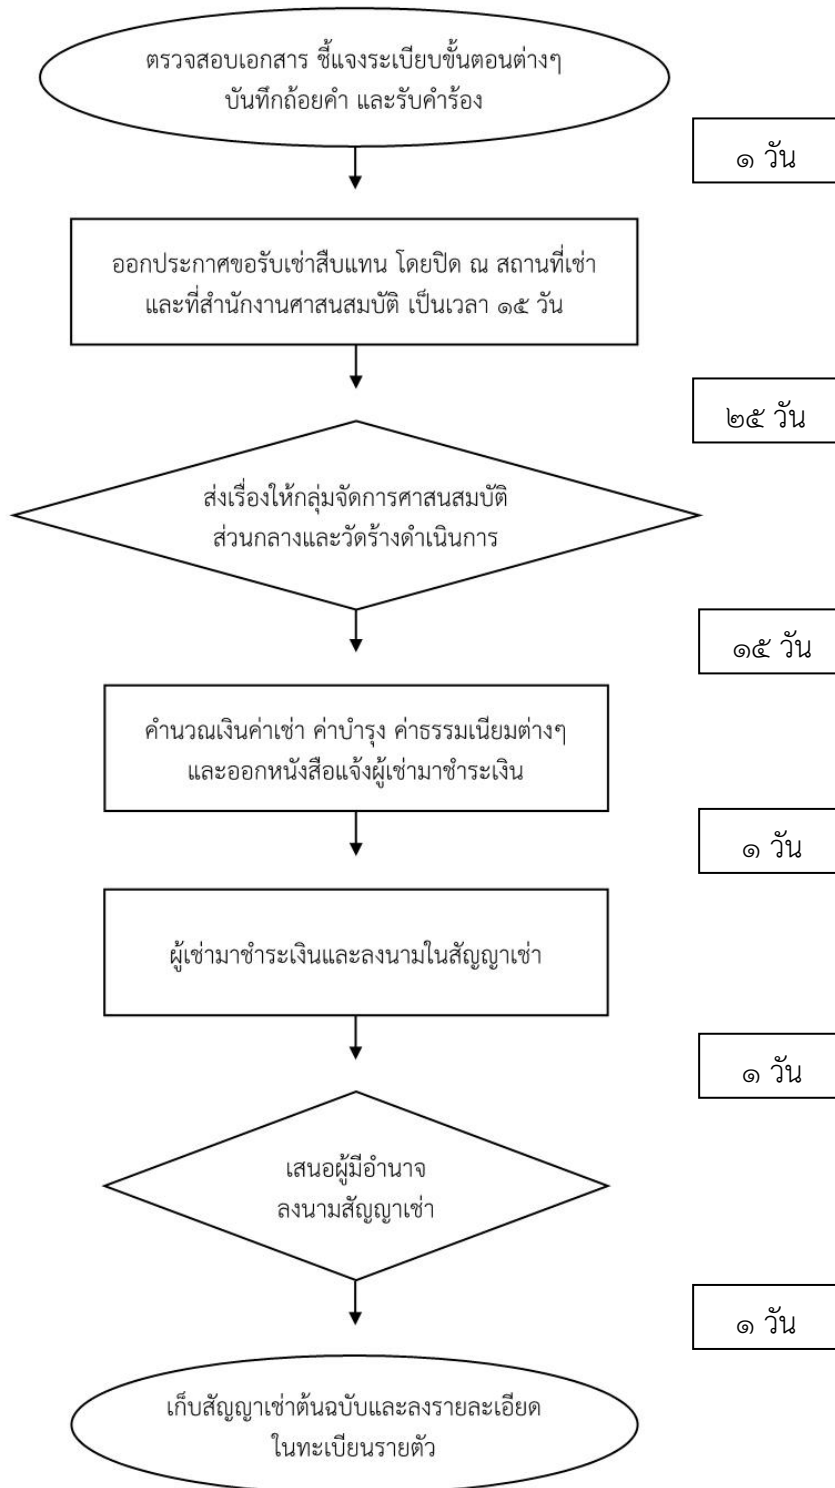 ตรวจสอบเอกสาร ชี้แจงระเบียบขั้นตอนต่างๆ
บันทึกถ้อยคำ และรับคำร้อง
๑ วัน
ออกประกาศขอรับเช่าสืบแทน โดยปิด ณ สถานที่เช่า
และที่สำนักงานศาสนสมบัติ เป็นเวลา ๑๕ วัน
๒๕ วัน
ส่งเรื่องให้กลุ่มจัดการศาสนสมบัติ
ส่วนกลางและวัดร้างดำเนินการ
๑๕ วัน
คำนวณเงินค่าเช่า ค่าบำรุง ค่าธรรมเนียมต่างๆ
และออกหนังสือแจ้งผู้เช่ามาชำระเงิน
๑ วัน
ผู้เช่ามาชำระเงินและลงนามในสัญญาเช่า
๑ วัน
เสนอผู้มีอำนาจ
ลงนามสัญญาเช่า
๑ วัน
เก็บสัญญาเช่าต้นฉบับและลงรายละเอียด
ในทะเบียนรายตัว